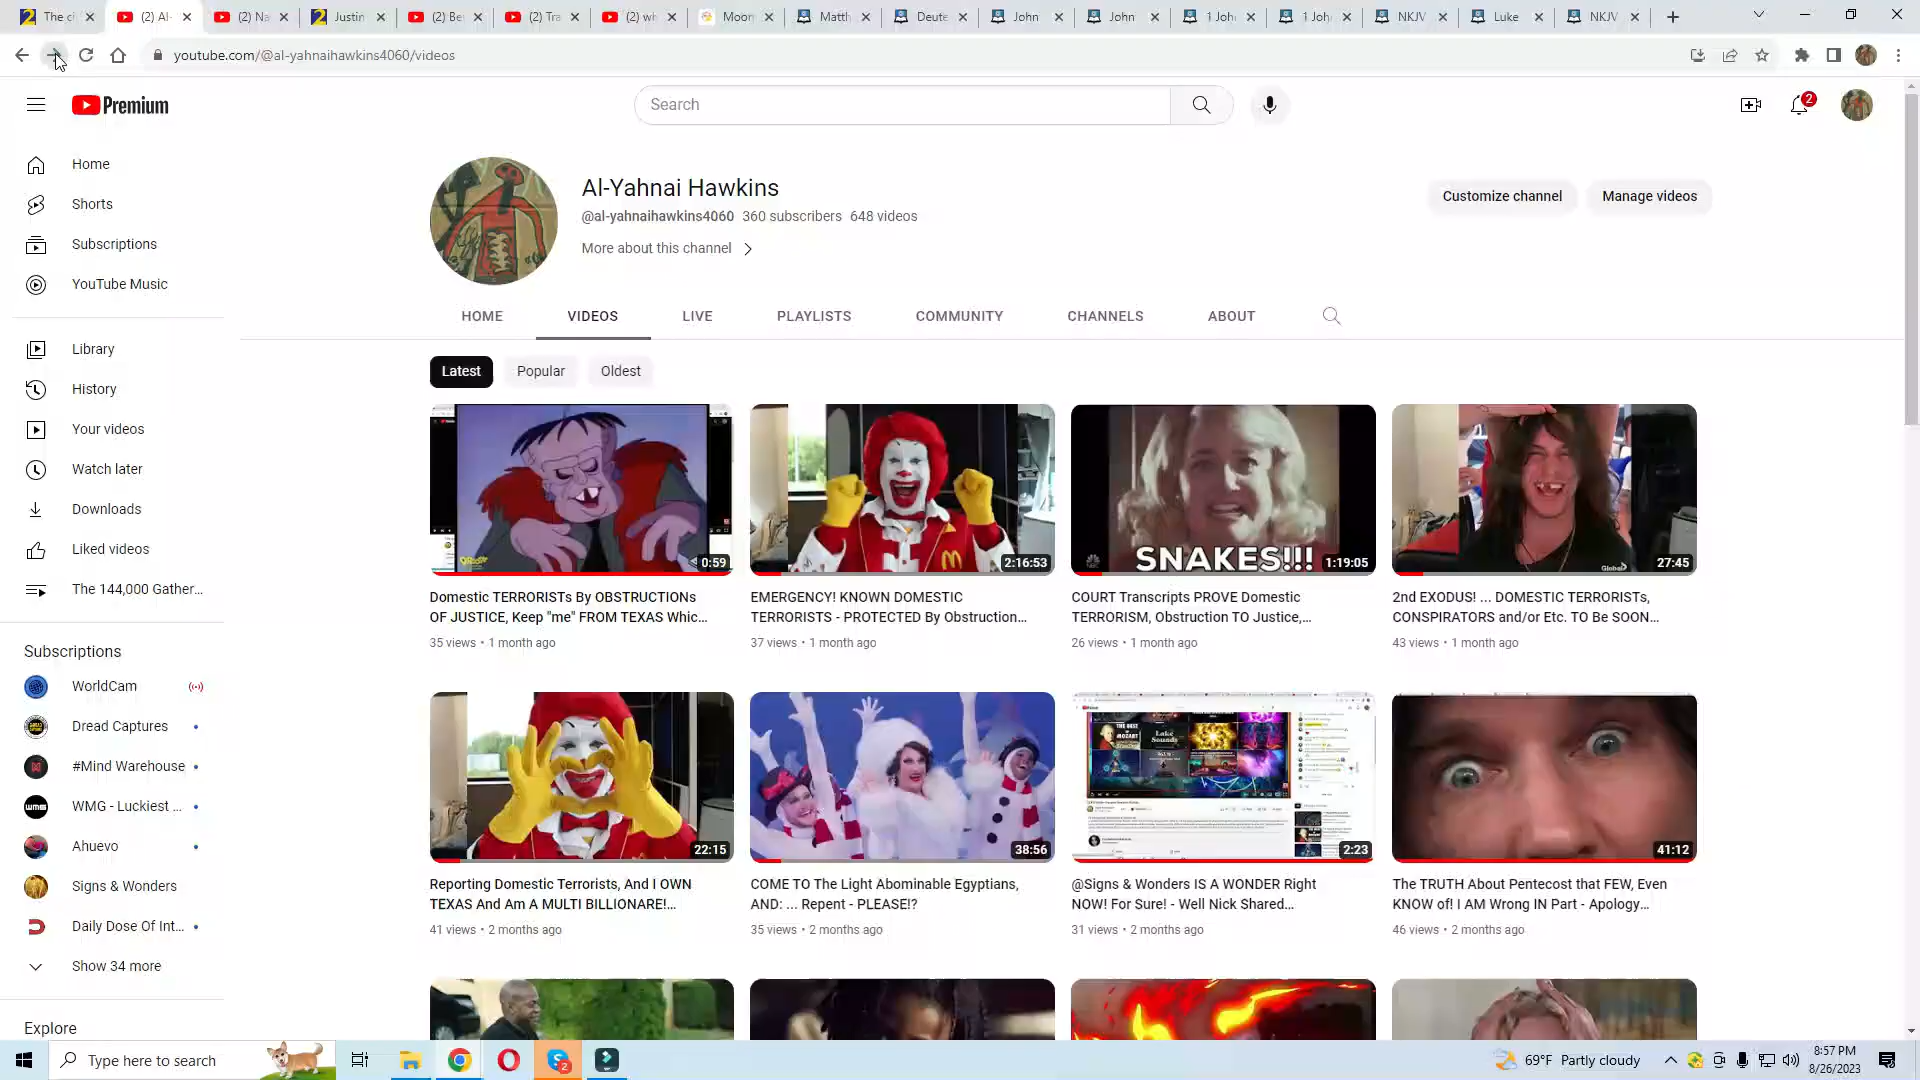 The c
(2) Al-
(2) Na
Justin
(2) Be
(2) Tra
(2) wh
Moon
Matth
Deute
John
John
1 Joh
1 Joh
NKJV
Luke
NKJV
youtube.com/@al-yahnaihawkins4060/videos
Premium
Search
2
Home
Shorts
Subscriptions
YouTube Music
Library
History
Your videos
Watch later
Downloads
Liked videos
The 144,000 Gather...
Subscriptions
WorldCam
Dread Captures
#Mind Warehouse
WMG - Luckiest ...
Ahuevo
Signs & Wonders
Daily Dose Of Int...
Show 34 more
Explore
Al-Yahnai Hawkins
@al-yahnaihawkins4060 360 subscribers 648 videos
More about this channel
Customize channel
Manage videos
HOME
VIDEOS
LIVE
PLAYLISTS
COMMUNITY
CHANNELS
ABOUT
Latest
Popular
Oldest
0:59
Domestic TERRORISTs By OBSTRUCTIONs
OF JUSTICE, Keep "me" FROM TEXAS Whic...
35 views • 1 month ago
2:16:53
EMERGENCY! KNOWN DOMESTIC
TERRORISTS - PROTECTED By Obstruction...
37 views • 1 month ago
SNAKES!!!
1:19:05
COURT Transcripts PROVE Domestic
TERRORISM, Obstruction TO Justice,...
26 views • 1 month ago
Global
27:45
2nd EXODUS! ... DOMESTIC TERRORISTs,
CONSPIRATORS and/or Etc. TO Be SOON...
43 views • 1 month ago
22:15
Reporting Domestic Terrorists, And I OWN
TEXAS And Am A MULTI BILLIONARE!...
41 views • 2 months ago
38:56
COME TO The Light Abominable Egyptians,
AND: ... Repent - PLEASE!?
35 views • 2 months ago
THE BEST
OF MOZART
Lake
Sounds
2:23
@Signs & Wonders IS A WONDER Right
NOW! For Sure! - Well Nick Shared...
31 views • 2 months ago
41:12
The TRUTH About Pentecost that FEW, Even
KNOW of! I AM Wrong IN Part - Apology...
46 views • 2 months ago
Type here to search
2
69°F Partly cloudy
8:57 PM
8/26/2023